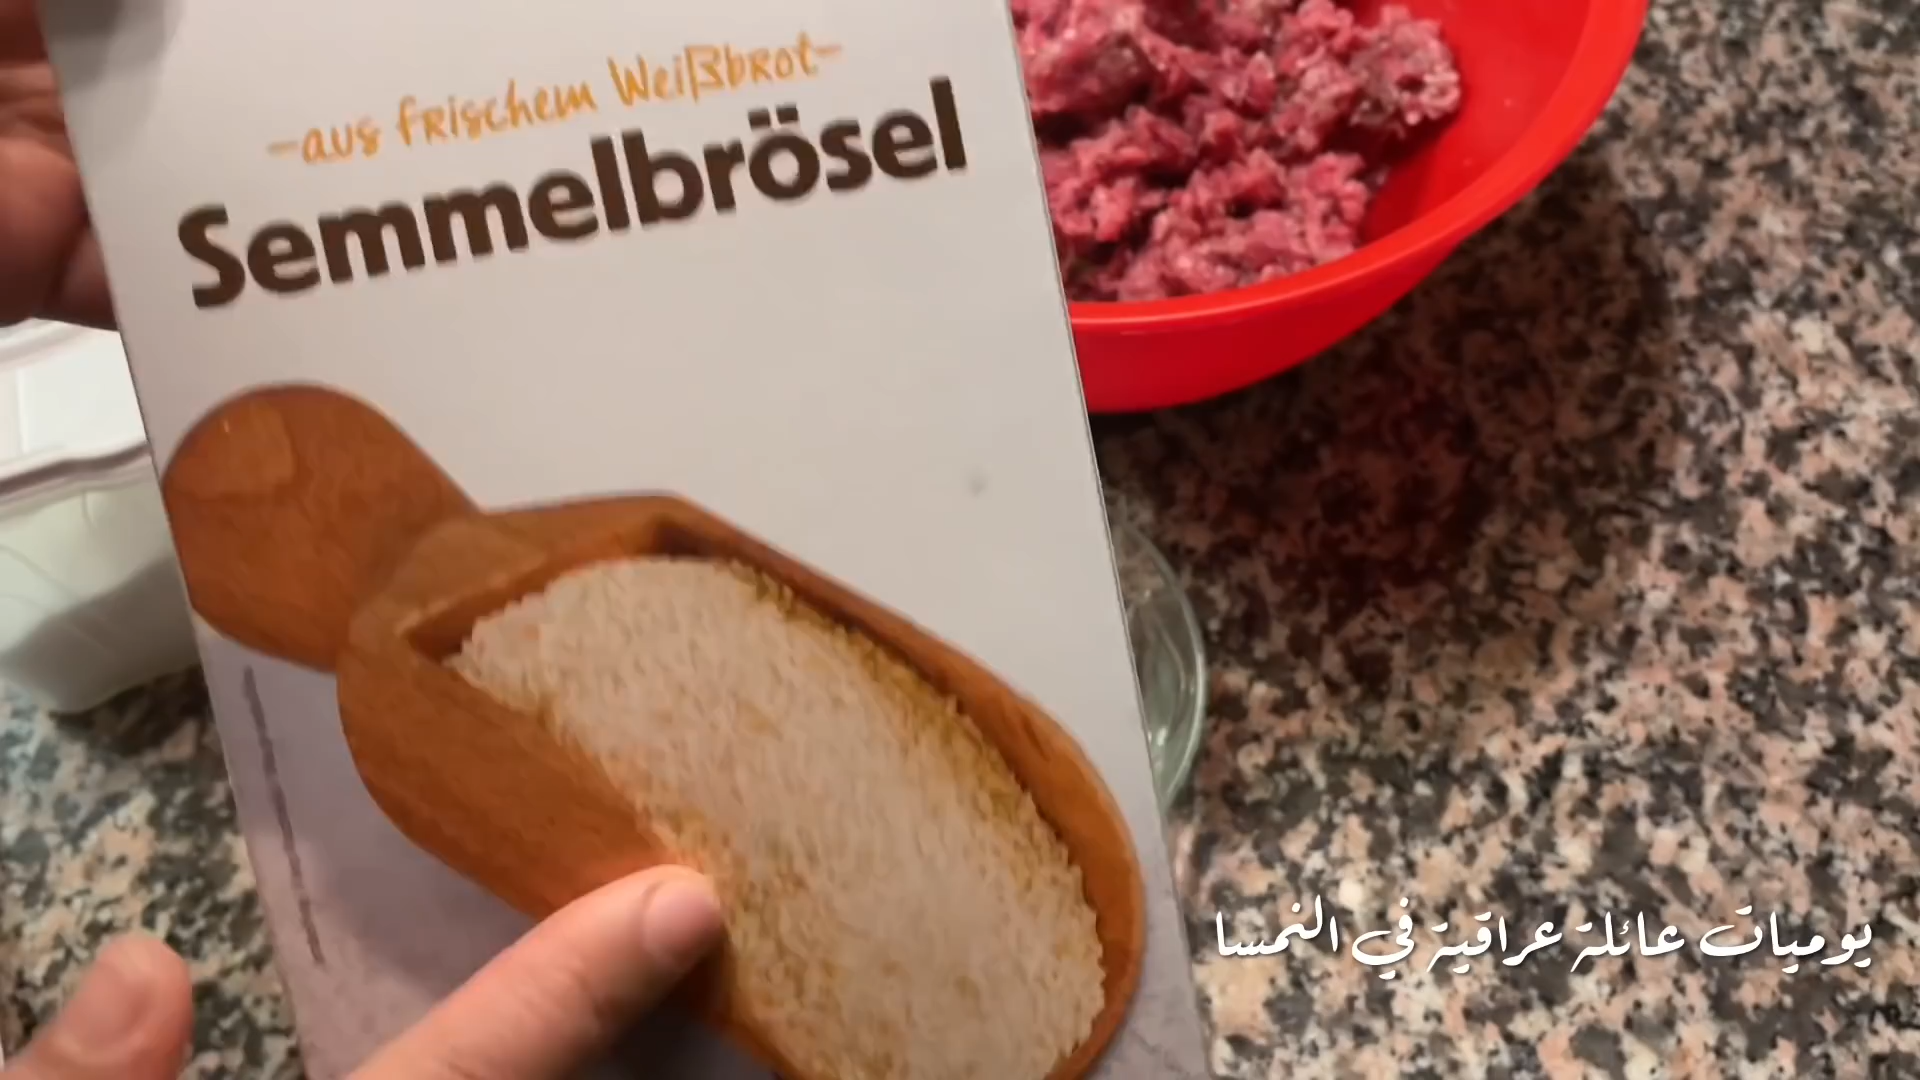 -aus frischem Weißbrot-
Semmelbrösel
يوميات عائلة عراقية في النمسا